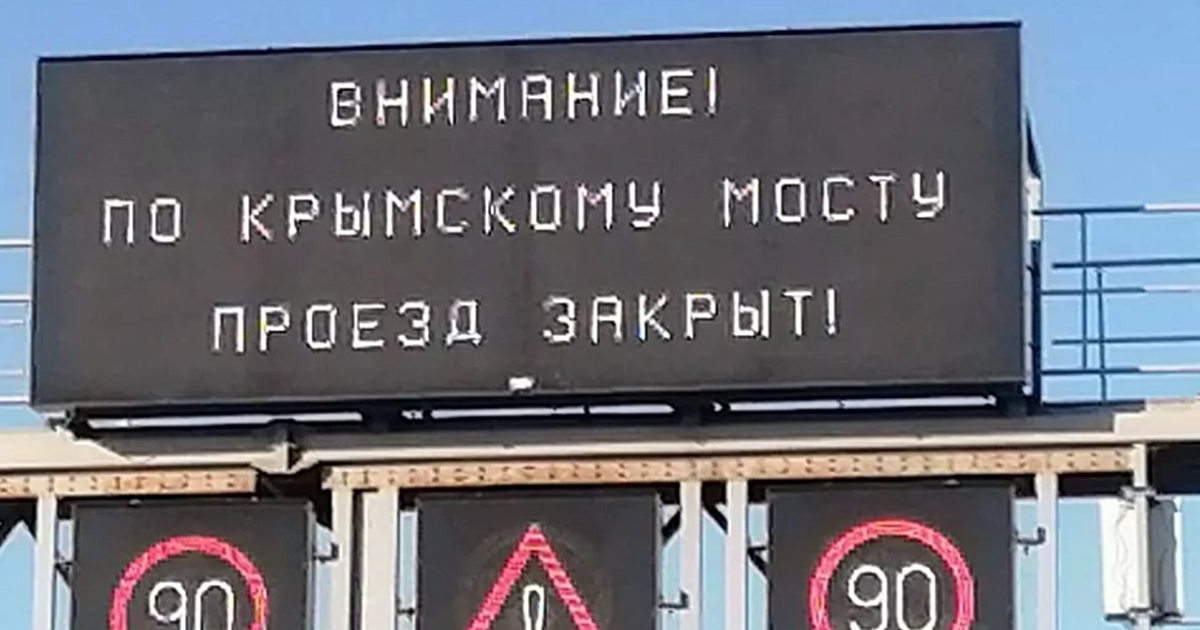 ВНИМАНИЕ!
ПО КРЫМСКОМУ МОСТУ
ПРОЕЗД ЗАКРЫТ!
90 ! 90